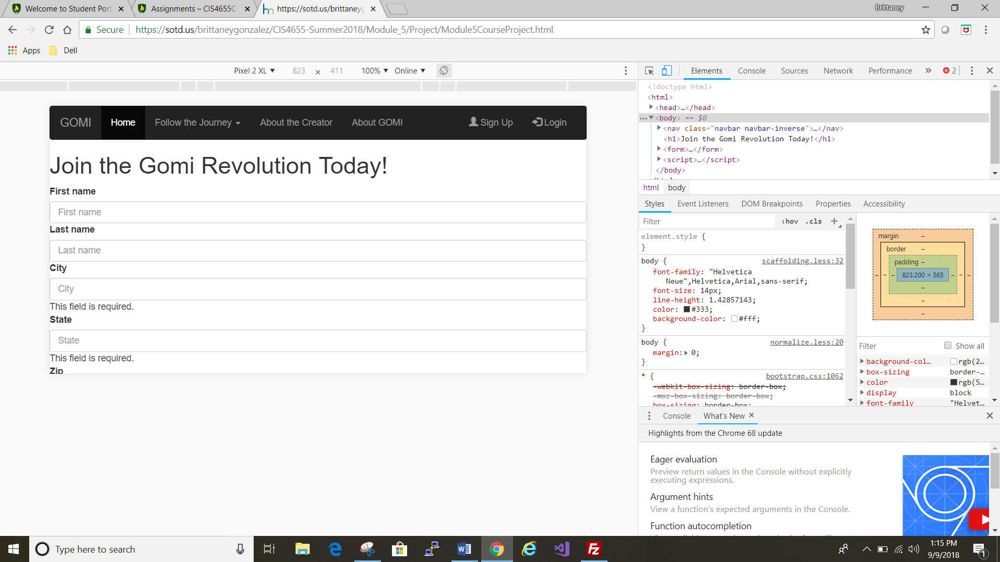 Welcome to Student Port
Assignments – CIS4655C
https://sotd.us/brittaneyg
Brittaney
Secure
https://sotd.us/brittaneygonzalez/CIS4655-Summer2018/Module_5/Project/Module5CourseProject.html
Apps
Dell
Pixel 2 XL ▼ 823 × 411 100% ▼ Online ▼
GOMI Home Follow the Journey About the Creator About GOMI Sign Up Login
Join the Gomi Revolution Today!
First name
First name
Last name
Last name
City
City
This field is required.
State
State
This field is required.
Zip
Elements Console Sources Network Performance » 2
<!doctype html>
<html>
<head>…</head>
<body> == $0
<nav class="navbar navbar-inverse">…</nav>
<h1>Join the Gomi Revolution Today!</h1>
<form>…</form>
<script>…</script>
</body>
html body
Styles Event Listeners DOM Breakpoints Properties Accessibility
Filter :hov .cls +
element.style {
}
body { scaffolding.less:32
font-family: "Helvetica
Neue",Helvetica,Arial,sans-serif;
font-size: 14px;
line-height: 1.42857143;
color: #333;
background-color: #fff;
}
body { normalize.less:20
margin: 0;
}
* { bootstrap.css:1062
-webkit-box-sizing: border-box;
-moz-box-sizing: border-box;
box-sizing: border-box;
margin –
border –
padding –
– – – 823.200 × 565 – – –
–
–
–
Filter Show all
background-col… rgb(2…
box-sizing border-…
color rgb(5…
display block
font-family "Helvet…
Console What's New
Highlights from the Chrome 68 update
Eager evaluation
Preview return values in the Console without explicitly
executing expressions.
Argument hints
View a function's expected arguments in the Console.
Function autocompletion
Type here to search
1:15 PM
9/9/2018
1